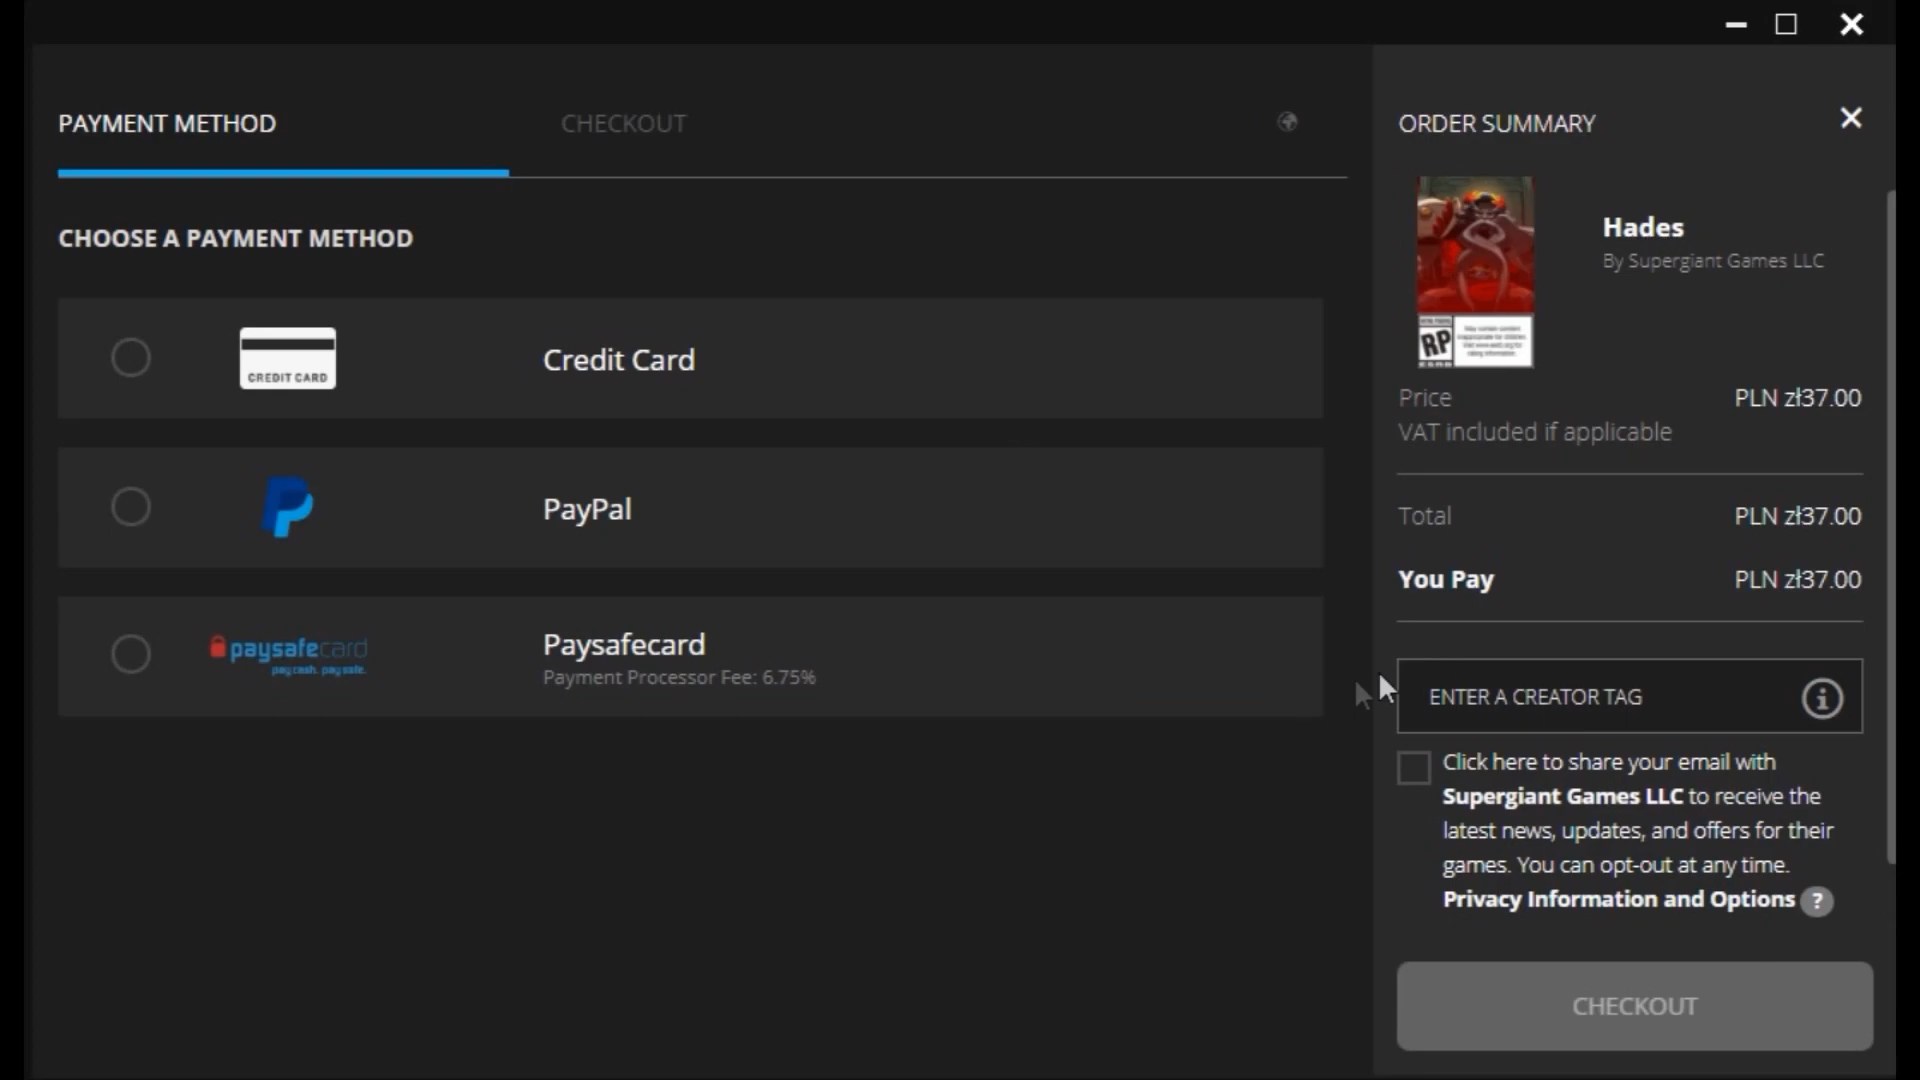 PAYMENT METHOD
CHECKOUT
CHOOSE A PAYMENT METHOD
CREDIT CARD
Credit Card
PayPal
paysafecard
pay cash. pay safe.
Paysafecard
Payment Processor Fee: 6.75%
ORDER SUMMARY
Hades
By Supergiant Games LLC
RP
Price PLN zł37.00
VAT included if applicable
Total PLN zł37.00
You Pay PLN zł37.00
ENTER A CREATOR TAG
Click here to share your email with
Supergiant Games LLC to receive the
latest news, updates, and offers for their
games. You can opt-out at any time.
Privacy Information and Options ?
CHECKOUT